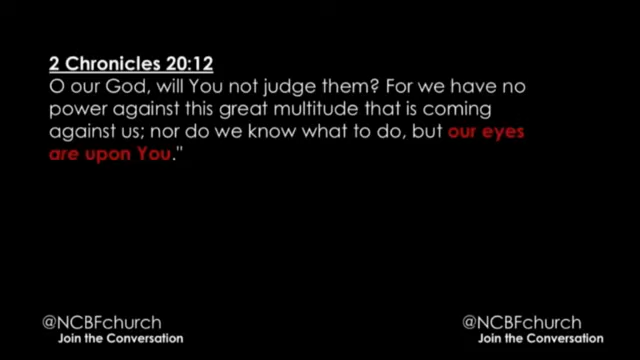 2 Chronicles 20:12
O our God, will You not judge them? For we have no
power against this great multitude that is coming
against us; nor do we know what to do, but our eyes
are upon You."
@NCBFchurch
Join the Conversation
@NCBFchurch
Join the Conversation